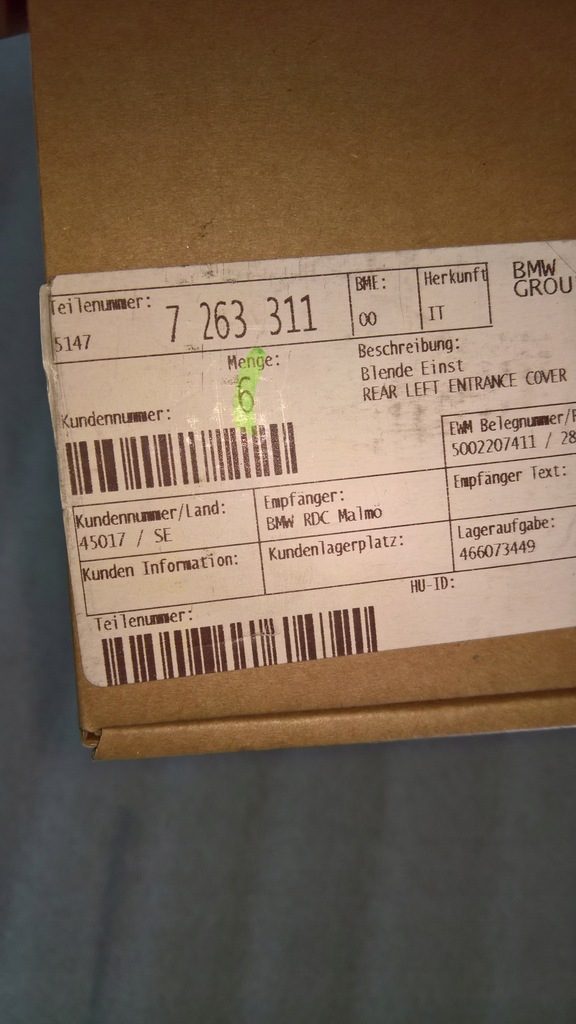 Teilenummer:
5147 7 263 311
BME:
00
Herkunft
IT
BMW
GROU
Menge:
6
Beschreibung:
Blende Einst
REAR LEFT ENTRANCE COVER
Kundennummer:
EWM Belegnummer/
5002207411 / 28
Kundennummer/Land:
45017 / SE
Empfänger:
BMW RDC Malmö
Empfänger Text:
Kunden Information:
Kundenlagerplatz:
Lageraufgabe:
466073449
HU-ID:
Teilenummer: